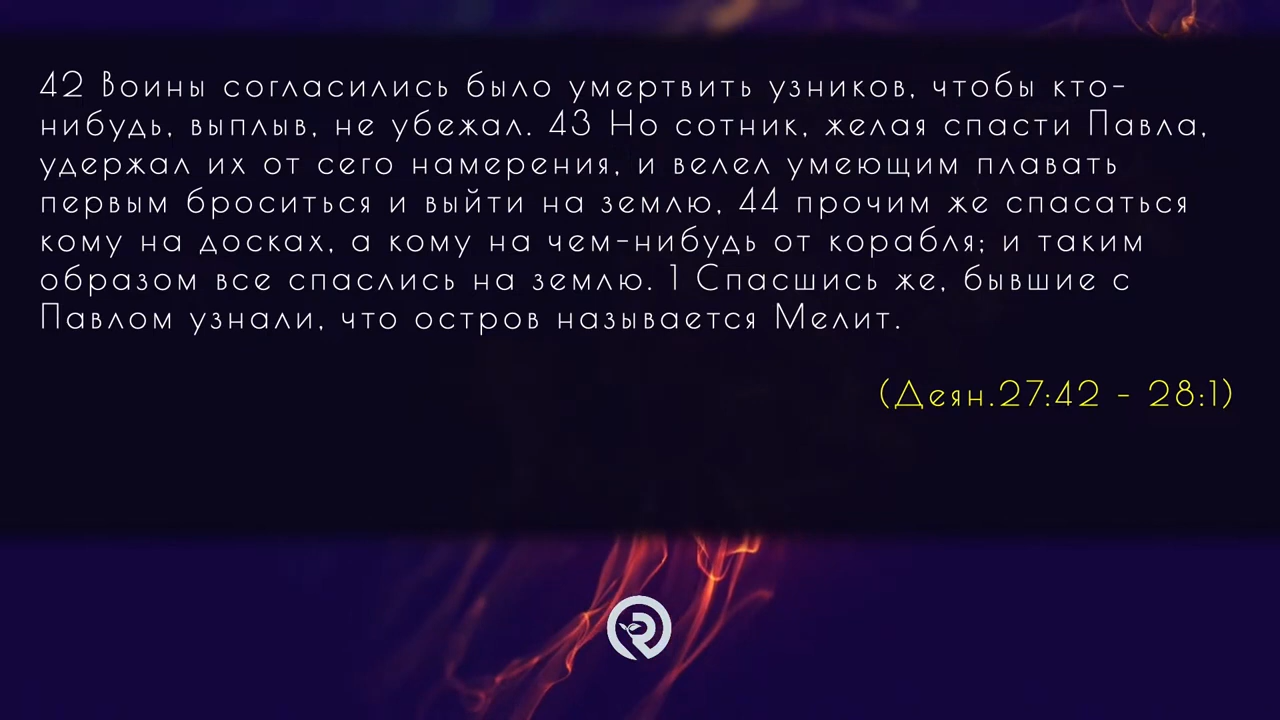 42 Воины согласились было умертвить узников, чтобы кто-
нибудь, выплыв, не убежал. 43 Но сотник, желая спасти Павла,
удержал их от сего намерения, и велел умеющим плавать
первым броситься и выйти на землю, 44 прочим же спасаться
кому на досках, а кому на чем-нибудь от корабля; и таким
образом все спаслись на землю. 1 Спасшись же, бывшие с
Павлом узнали, что остров называется Мелит.
(Деян.27:42 - 28:1)